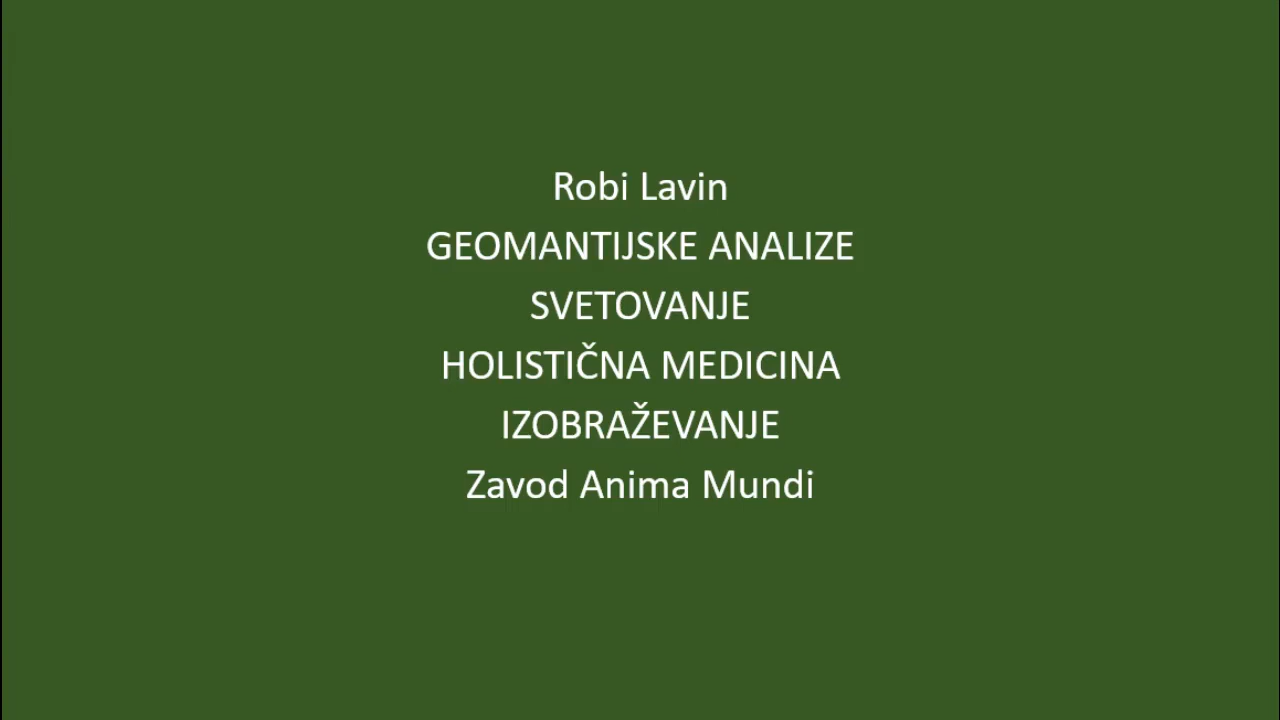 Robi Lavin
GEOMANTIJSKE ANALIZE
SVETOVANJE
HOLISTIČNA MEDICINA
IZOBRAŽEVANJE
Zavod Anima Mundi